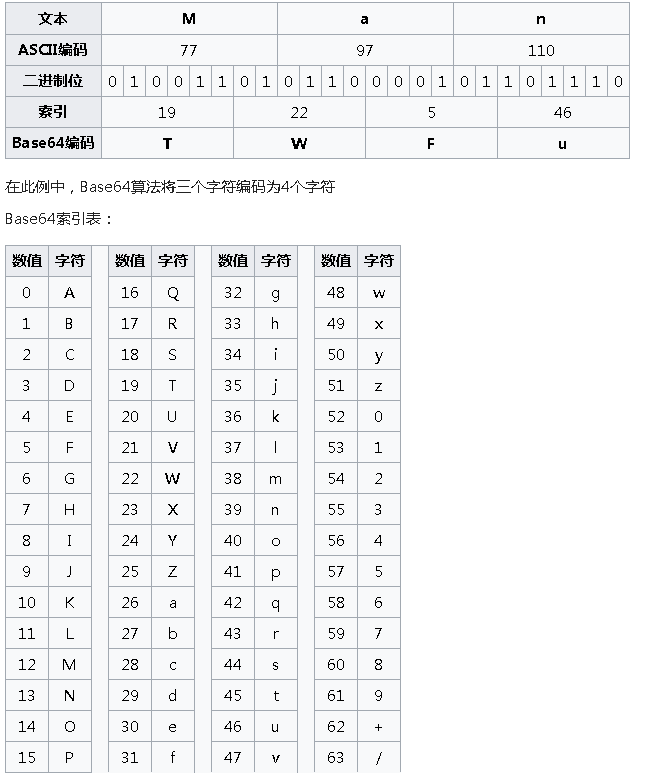 文本 M a n
ASCII编码 77 97 110
二进制位 0 1 0 0 1 1 0 1 0 1 1 0 0 0 0 1 0 1 1 0 1 1 1 0
索引 19 22 5 46
Base64编码 T W F u
在此例中，Base64算法将三个字符编码为4个字符
Base64索引表：
数值 字符 数值 字符 数值 字符 数值 字符
0 A 16 Q 32 g 48 w
1 B 17 R 33 h 49 x
2 C 18 S 34 i 50 y
3 D 19 T 35 j 51 z
4 E 20 U 36 k 52 0
5 F 21 V 37 l 53 1
6 G 22 W 38 m 54 2
7 H 23 X 39 n 55 3
8 I 24 Y 40 o 56 4
9 J 25 Z 41 p 57 5
10 K 26 a 42 q 58 6
11 L 27 b 43 r 59 7
12 M 28 c 44 s 60 8
13 N 29 d 45 t 61 9
14 O 30 e 46 u 62 +
15 P 31 f 47 v 63 /